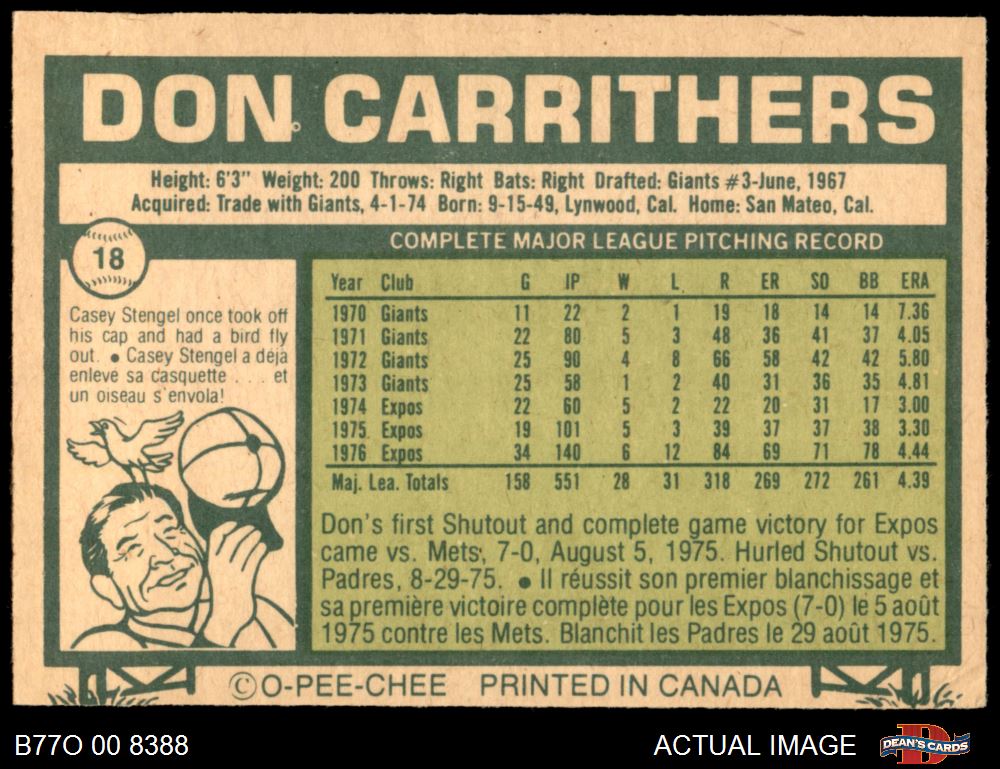 DON CARRITHERS
Height: 6'3" Weight: 200 Throws: Right Bats: Right Drafted: Giants #3-June, 1967
Acquired: Trade with Giants, 4-1-74 Born: 9-15-49, Lynwood, Cal. Home: San Mateo, Cal.
18
COMPLETE MAJOR LEAGUE PITCHING RECORD
Casey Stengel once took off
his cap and had a bird fly
out. ● Casey Stengel a déjà
enleve sa casquette . . . et
un oiseau s'envola!
Year Club G IP W L R ER SO BB ERA
1970 Giants 11 22 2 1 19 18 14 14 7.36
1971 Giants 22 80 5 3 48 36 41 37 4.05
1972 Giants 25 90 4 8 66 58 42 42 5.80
1973 Giants 25 58 1 2 40 31 36 35 4.81
1974 Expos 22 60 5 2 22 20 31 17 3.00
1975 Expos 19 101 5 3 39 37 37 38 3.30
1976 Expos 34 140 6 12 84 69 71 78 4.44
Maj. Lea. Totals 158 551 28 31 318 269 272 261 4.39
Don's first Shutout and complete game victory for Expos
came vs. Mets, 7-0, August 5, 1975. Hurled Shutout vs.
Padres, 8-29-75. ● Il réussit son premier blanchissage et
sa première victoire complète pour les Expos (7-0) le 5 août
1975 contre les Mets. Blanchit les Padres le 29 août 1975.
© O-PEE-CHEE PRINTED IN CANADA
B77O 00 8388
ACTUAL IMAGE
DEAN'S CARDS